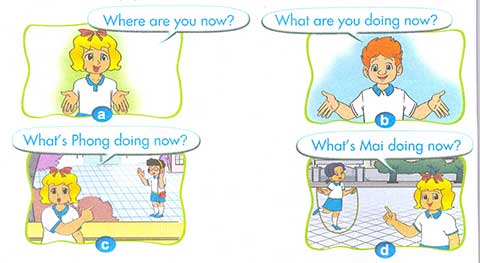 Where are you now?
What are you doing now?
a
b
What's Phong doing now?
What's Mai doing now?
c
d